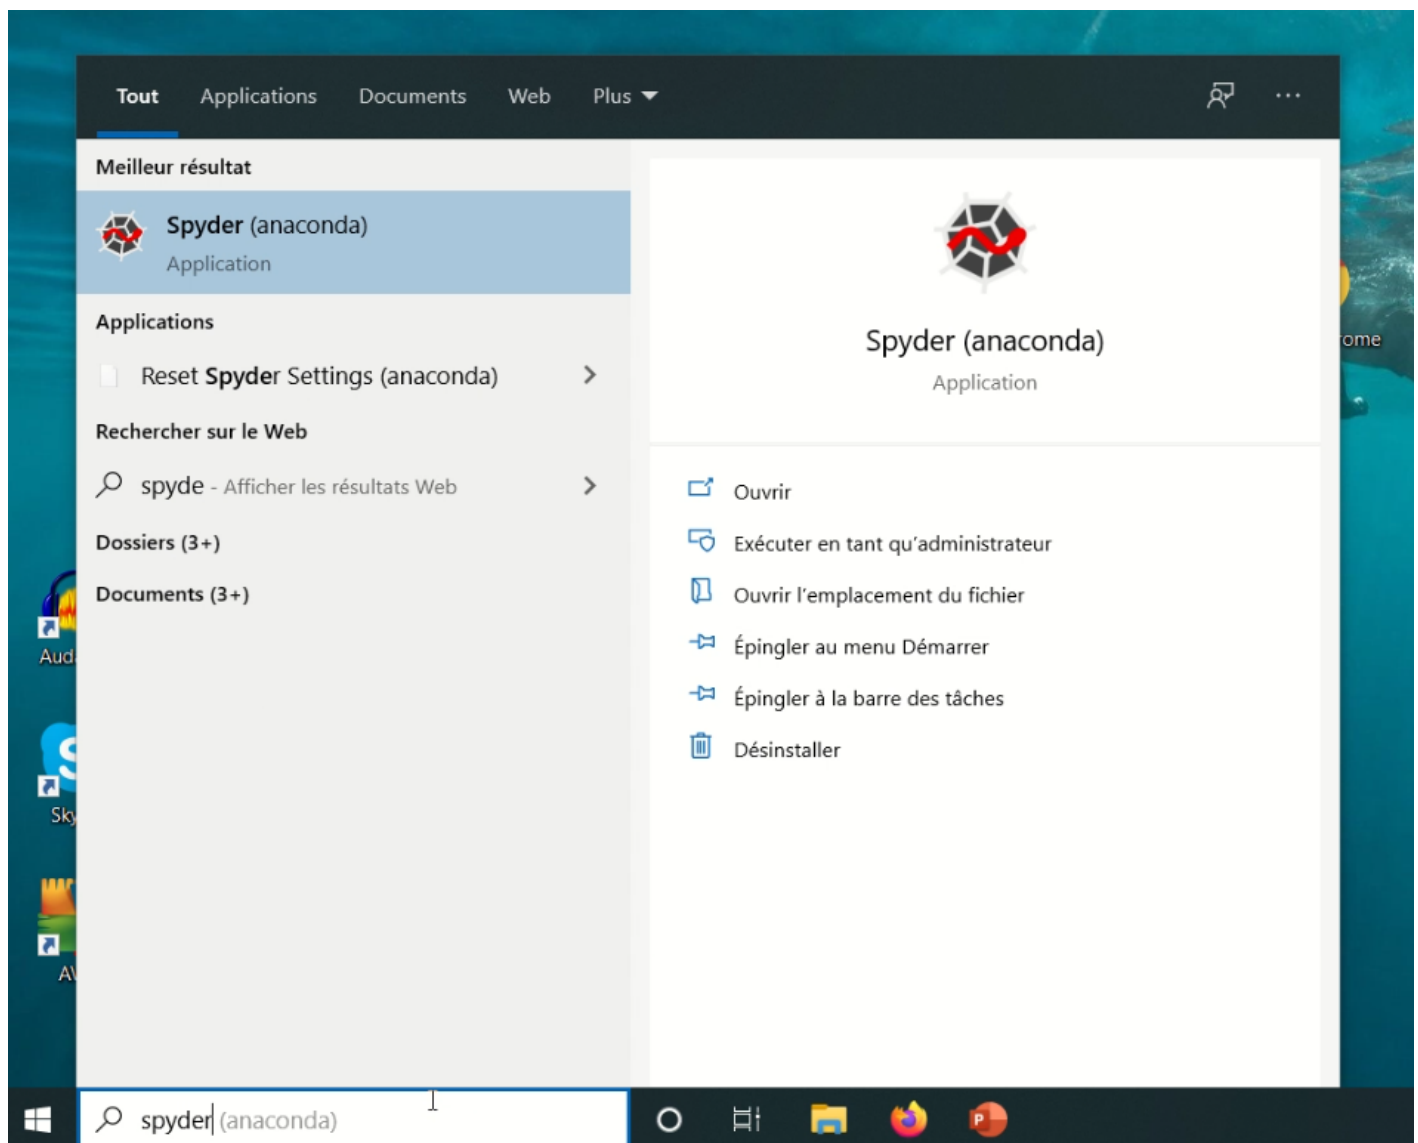 Tout Applications Documents Web Plus
Meilleur résultat
Spyder (anaconda)
Application
Applications
Reset Spyder Settings (anaconda)
Rechercher sur le Web
spyde - Afficher les résultats Web
Dossiers (3+)
Documents (3+)
Spyder (anaconda)
Application
Ouvrir
Exécuter en tant qu'administrateur
Ouvrir l'emplacement du fichier
Épingler au menu Démarrer
Épingler à la barre des tâches
Désinstaller
ome
Aud
Sky
AV
spyder (anaconda)